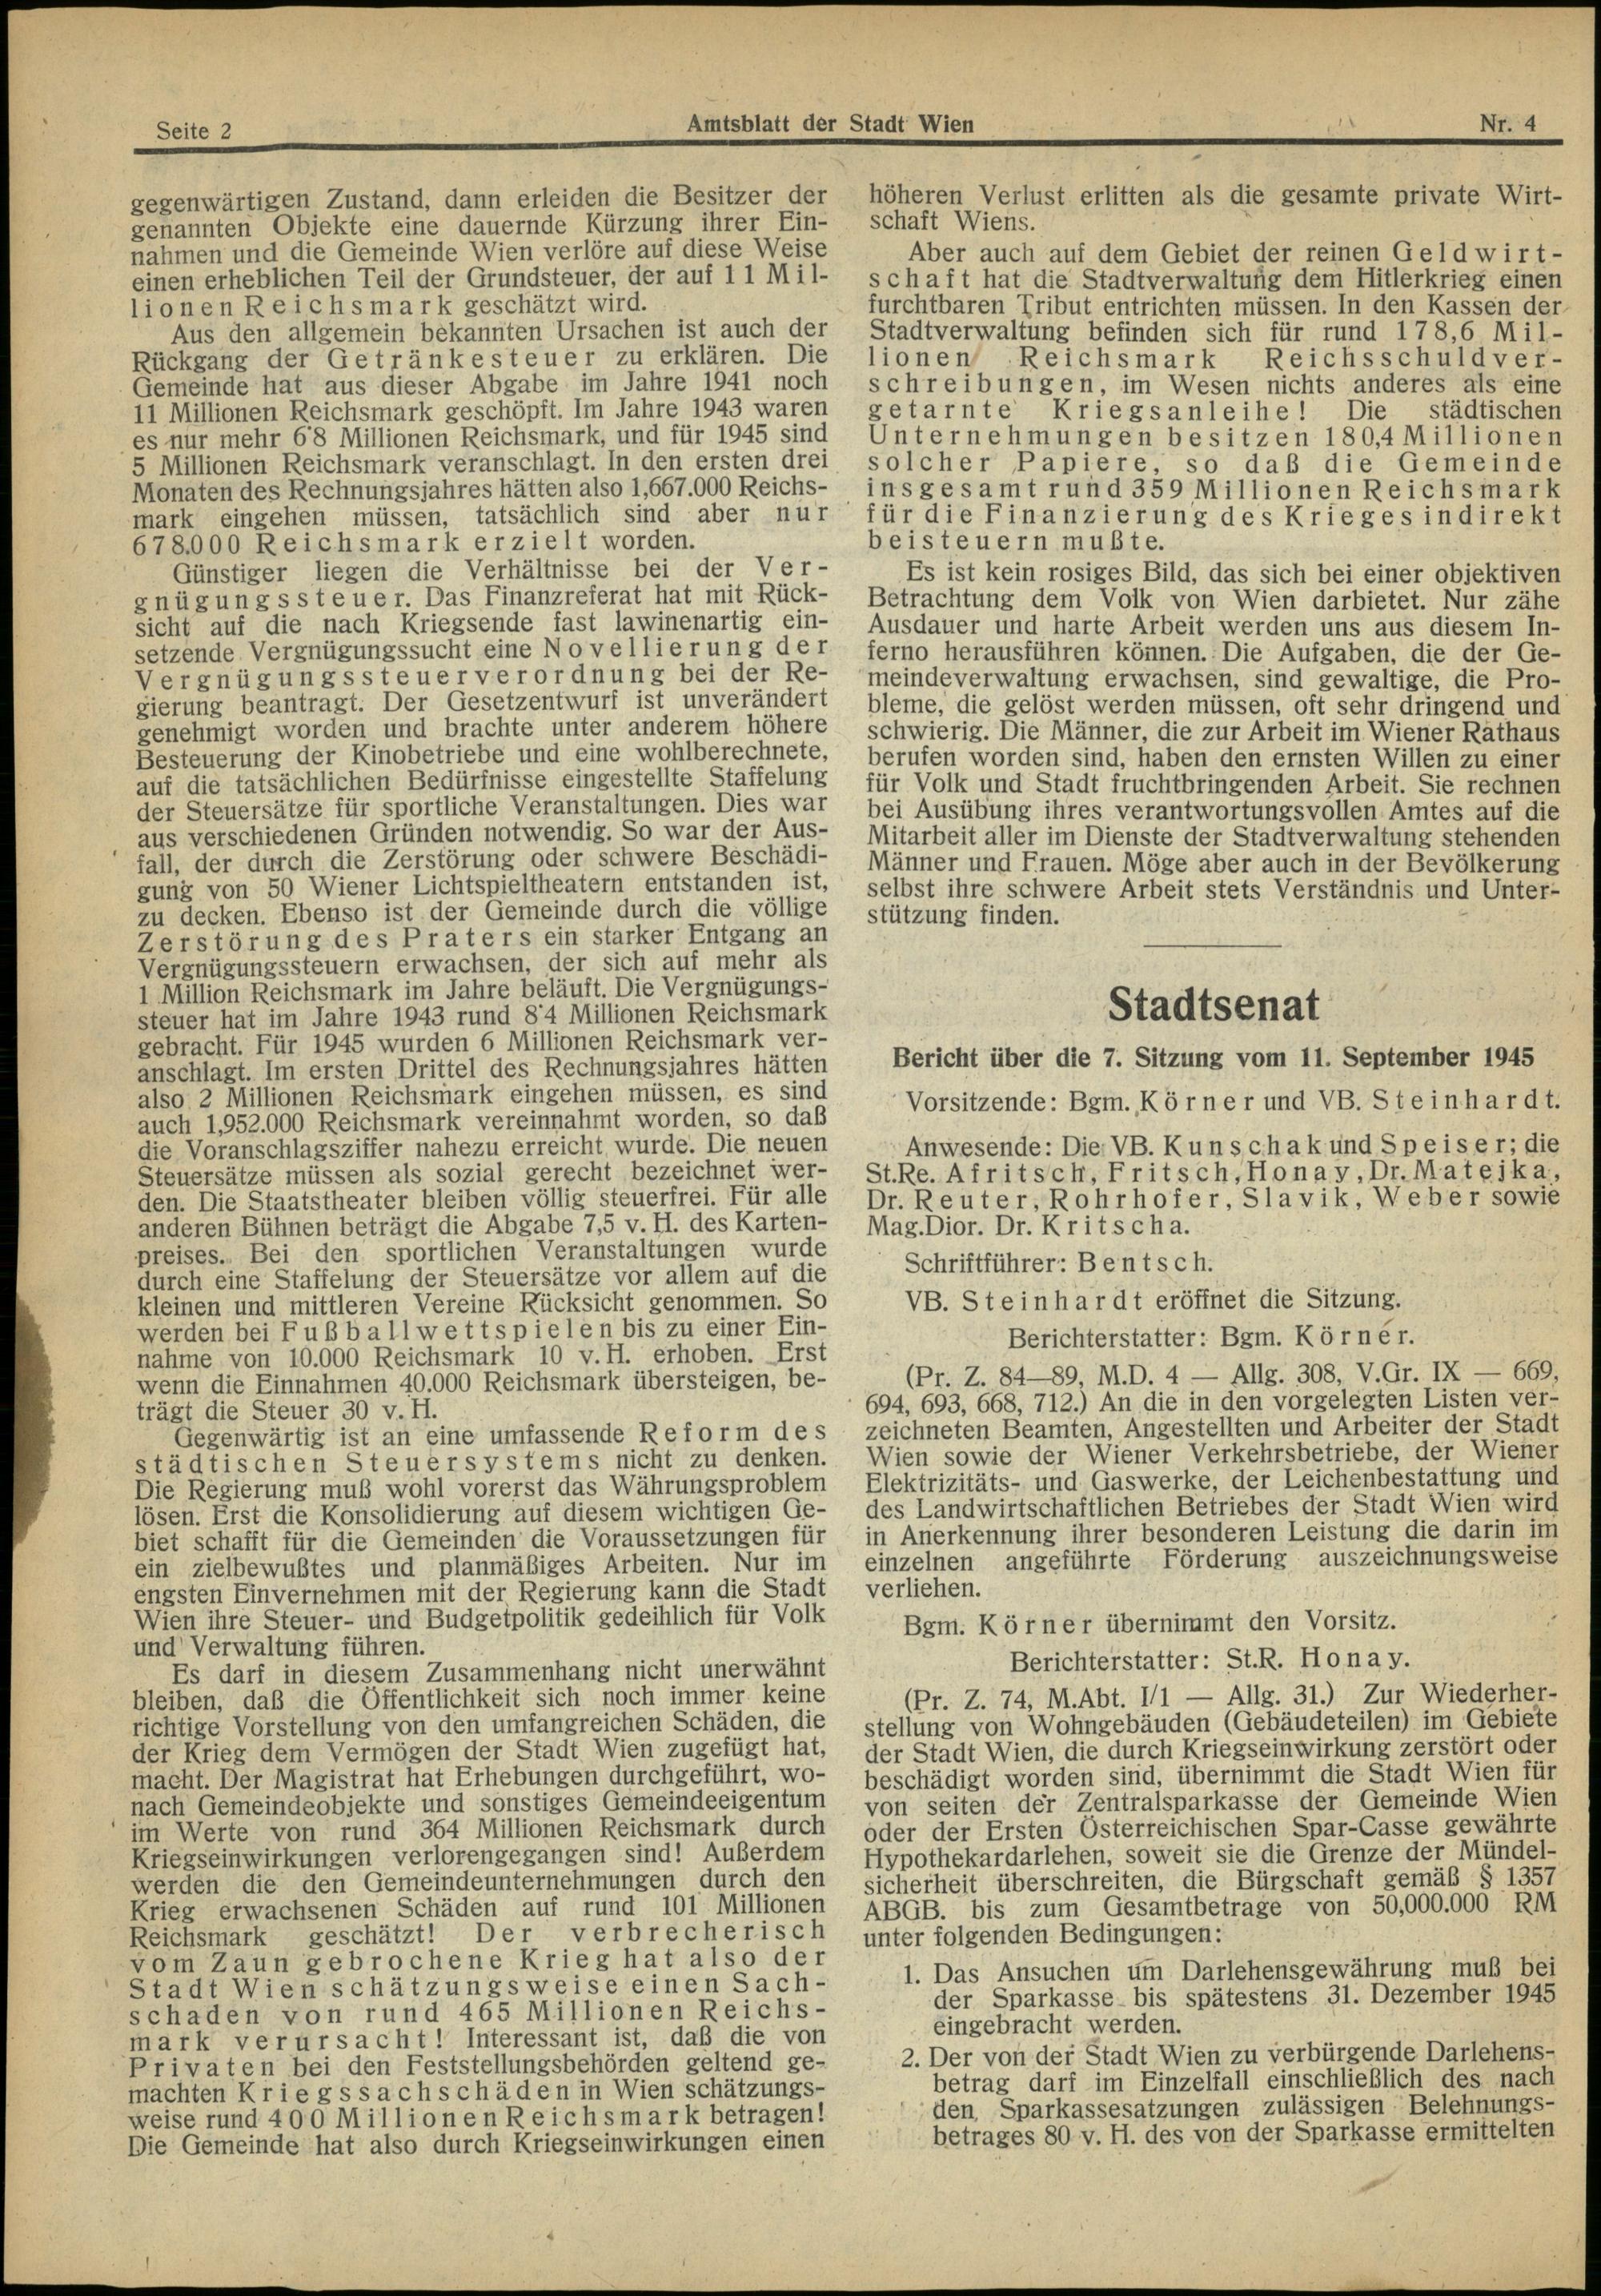 Seite 2
Amtsblatt der Stadt Wien
Nr. 4
gegenwärtigen Zustand, dann erleiden die Besitzer der
genannten Objekte eine dauernde Kürzung ihrer Ein-
nahmen und die Gemeinde Wien verlöre auf diese Weise
einen erheblichen Teil der Grundsteuer, der auf 11 Mil-
lionen Reichsmark geschätzt wird.
Aus den allgemein bekannten Ursachen ist auch der
Rückgang der Getränkesteuer zu erklären. Die
Gemeinde hat aus dieser Abgabe im Jahre 1941 noch
11 Millionen Reichsmark geschöpft. Im Jahre 1943 waren
es nur mehr 6˙8 Millionen Reichsmark, und für 1945 sind
5 Millionen Reichsmark veranschlagt. In den ersten drei
Monaten des Rechnungsjahres hätten also 1,667.000 Reichs-
mark eingehen müssen, tatsächlich sind aber nur
678.000 Reichsmark erzielt worden.
Günstiger liegen die Verhältnisse bei der Ver-
gnügungssteuer. Das Finanzreferat hat mit Rück-
sicht auf die nach Kriegsende fast lawinenartig ein-
setzende Vergnügungssucht eine Novellierung der
Vergnügungssteuerverordnung bei der Re-
gierung beantragt. Der Gesetzentwurf ist unverändert
genehmigt worden und brachte unter anderem höhere
Besteuerung der Kinobetriebe und eine wohlberechnete,
auf die tatsächlichen Bedürfnisse eingestellte Staffelung
der Steuersätze für sportliche Veranstaltungen. Dies war
aus verschiedenen Gründen notwendig. So war der Aus-
fall, der durch die Zerstörung oder schwere Beschädi-
gung von 50 Wiener Lichtspieltheatern entstanden ist,
zu decken. Ebenso ist der Gemeinde durch die völlige
Zerstörung des Praters ein starker Entgang an
Vergnügungssteuern erwachsen, der sich auf mehr als
1 Million Reichsmark im Jahre beläuft. Die Vergnügungs-
steuer hat im Jahre 1943 rund 8˙4 Millionen Reichsmark
gebracht. Für 1945 wurden 6 Millionen Reichsmark ver-
anschlagt. Im ersten Drittel des Rechnungsjahres hätten
also 2 Millionen Reichsmark eingehen müssen, es sind
auch 1,952.000 Reichsmark vereinnahmt worden, so daß
die Voranschlagsziffer nahezu erreicht wurde. Die neuen
Steuersätze müssen als sozial gerecht bezeichnet wer-
den. Die Staatstheater bleiben völlig steuerfrei. Für alle
anderen Bühnen beträgt die Abgabe 7,5 v. H. des Karten-
preises. Bei den sportlichen Veranstaltungen wurde
durch eine Staffelung der Steuersätze vor allem auf die
kleinen und mittleren Vereine Rücksicht genommen. So
werden bei Fußballwettspielen bis zu einer Ein-
nahme von 10.000 Reichsmark 10 v. H. erhoben. Erst
wenn die Einnahmen 40.000 Reichsmark übersteigen, be-
trägt die Steuer 30 v. H.
Gegenwärtig ist an eine umfassende Reform des
städtischen Steuersystems nicht zu denken.
Die Regierung muß wohl vorerst das Währungsproblem
lösen. Erst die Konsolidierung auf diesem wichtigen Ge-
biet schafft für die Gemeinden die Voraussetzungen für
ein zielbewußtes und planmäßiges Arbeiten. Nur im
engsten Einvernehmen mit der Regierung kann die Stadt
Wien ihre Steuer- und Budgetpolitik gedeihlich für Volk
und Verwaltung führen.
Es darf in diesem Zusammenhang nicht unerwähnt
bleiben, daß die Öffentlichkeit sich noch immer keine
richtige Vorstellung von den umfangreichen Schäden, die
der Krieg dem Vermögen der Stadt Wien zugefügt hat,
macht. Der Magistrat hat Erhebungen durchgeführt, wo-
nach Gemeindeobjekte und sonstiges Gemeindeeigentum
im Werte von rund 364 Millionen Reichsmark durch
Kriegseinwirkungen verlorengegangen sind! Außerdem
werden die den Gemeindeunternehmungen durch den
Krieg erwachsenen Schäden auf rund 101 Millionen
Reichsmark geschätzt! Der verbrecherisch
vom Zaun gebrochene Krieg hat also der
Stadt Wien schätzungsweise einen Sach-
schaden von rund 465 Millionen Reichs-
mark verursacht! Interessant ist, daß die von
Privaten bei den Feststellungsbehörden geltend ge-
machten Kriegssachschäden in Wien schätzungs-
weise rund 400 Millionen Reichsmark betragen!
Die Gemeinde hat also durch Kriegseinwirkungen einen
höheren Verlust erlitten als die gesamte private Wirt-
schaft Wiens.
Aber auch auf dem Gebiet der reinen Geldwirt-
schaft hat die Stadtverwaltung dem Hitlerkrieg einen
furchtbaren Tribut entrichten müssen. In den Kassen der
Stadtverwaltung befinden sich für rund 178,6 Mil-
lionen Reichsmark Reichsschuldver-
schreibungen, im Wesen nichts anderes als eine
getarnte Kriegsanleihe! Die städtischen
Unternehmungen besitzen 180,4 Millionen
solcher Papiere, so daß die Gemeinde
insgesamt rund 359 Millionen Reichsmark
für die Finanzierung des Krieges indirekt
beisteuern mußte.
Es ist kein rosiges Bild, das sich bei einer objektiven
Betrachtung dem Volk von Wien darbietet. Nur zähe
Ausdauer und harte Arbeit werden uns aus diesem In-
ferno herausführen können. Die Aufgaben, die der Ge-
meindeverwaltung erwachsen, sind gewaltige, die Pro-
bleme, die gelöst werden müssen, oft sehr dringend und
schwierig. Die Männer, die zur Arbeit im Wiener Rathaus
berufen worden sind, haben den ernsten Willen zu einer
für Volk und Stadt fruchtbringenden Arbeit. Sie rechnen
bei Ausübung ihres verantwortungsvollen Amtes auf die
Mitarbeit aller im Dienste der Stadtverwaltung stehenden
Männer und Frauen. Möge aber auch in der Bevölkerung
selbst ihre schwere Arbeit stets Verständnis und Unter-
stützung finden.
Stadtsenat
Bericht über die 7. Sitzung vom 11. September 1945
Vorsitzende: Bgm. Körner und VB. Steinhardt.
Anwesende: Die VB. Kunschak und Speiser; die
St.Re. Afritsch, Fritsch, Honay, Dr. Matejka,
Dr. Reuter, Rohrhofer, Slavik, Weber sowie
Mag.Dior. Dr. Kritscha.
Schriftführer: Bentsch.
VB. Steinhardt eröffnet die Sitzung.
Berichterstatter: Bgm. Körner.
(Pr. Z. 84—89, M.D. 4 — Allg. 308, V.Gr. IX — 669,
694, 693, 668, 712.) An die in den vorgelegten Listen ver-
zeichneten Beamten, Angestellten und Arbeiter der Stadt
Wien sowie der Wiener Verkehrsbetriebe, der Wiener
Elektrizitäts- und Gaswerke, der Leichenbestattung und
des Landwirtschaftlichen Betriebes der Stadt Wien wird
in Anerkennung ihrer besonderen Leistung die darin im
einzelnen angeführte Förderung auszeichnungsweise
verliehen.
Bgm. Körner übernimmt den Vorsitz.
Berichterstatter: St.R. Honay.
(Pr. Z. 74, M.Abt. I/1 — Allg. 31.) Zur Wiederher-
stellung von Wohngebäuden (Gebäudeteilen) im Gebiete
der Stadt Wien, die durch Kriegseinwirkung zerstört oder
beschädigt worden sind, übernimmt die Stadt Wien für
von seiten der Zentralsparkasse der Gemeinde Wien
oder der Ersten Österreichischen Spar-Casse gewährte
Hypothekardarlehen, soweit sie die Grenze der Mündel-
sicherheit überschreiten, die Bürgschaft gemäß § 1357
ABGB. bis zum Gesamtbetrage von 50,000.000 RM
unter folgenden Bedingungen:
1. Das Ansuchen um Darlehensgewährung muß bei
der Sparkasse bis spätestens 31. Dezember 1945
eingebracht werden.
2. Der von der Stadt Wien zu verbürgende Darlehens-
betrag darf im Einzelfall einschließlich des nach
den Sparkassesatzungen zulässigen Belehnungs-
betrages 80 v. H. des von der Sparkasse ermittelten